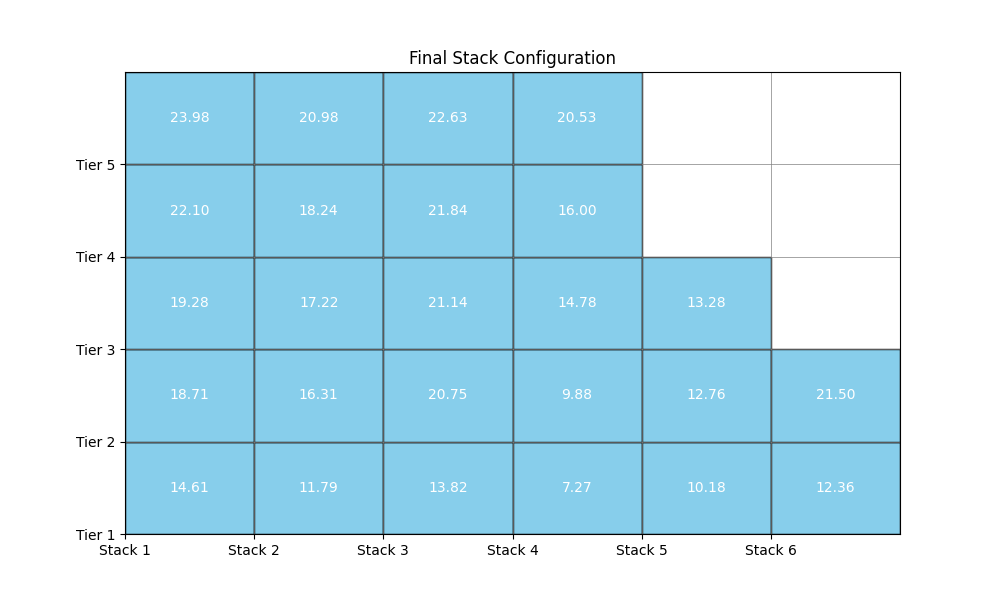 Final Stack Configuration
23.98 20.98 22.63 20.53
Tier 5
22.10 18.24 21.84 16.00
Tier 4
19.28 17.22 21.14 14.78 13.28
Tier 3
18.71 16.31 20.75 9.88 12.76 21.50
Tier 2
14.61 11.79 13.82 7.27 10.18 12.36
Tier 1
Stack 1 Stack 2 Stack 3 Stack 4 Stack 5 Stack 6